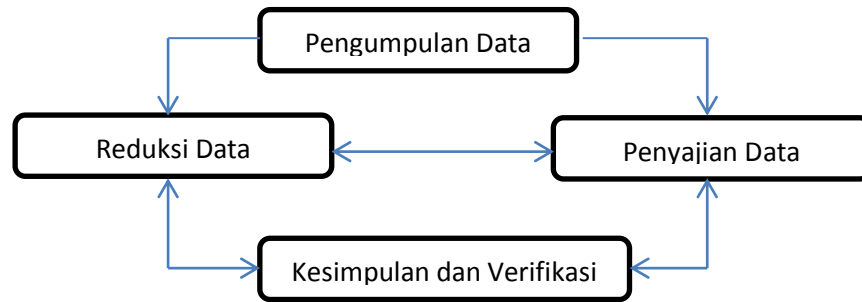 Pengumpulan Data
Reduksi Data
Penyajian Data
Kesimpulan dan Verifikasi